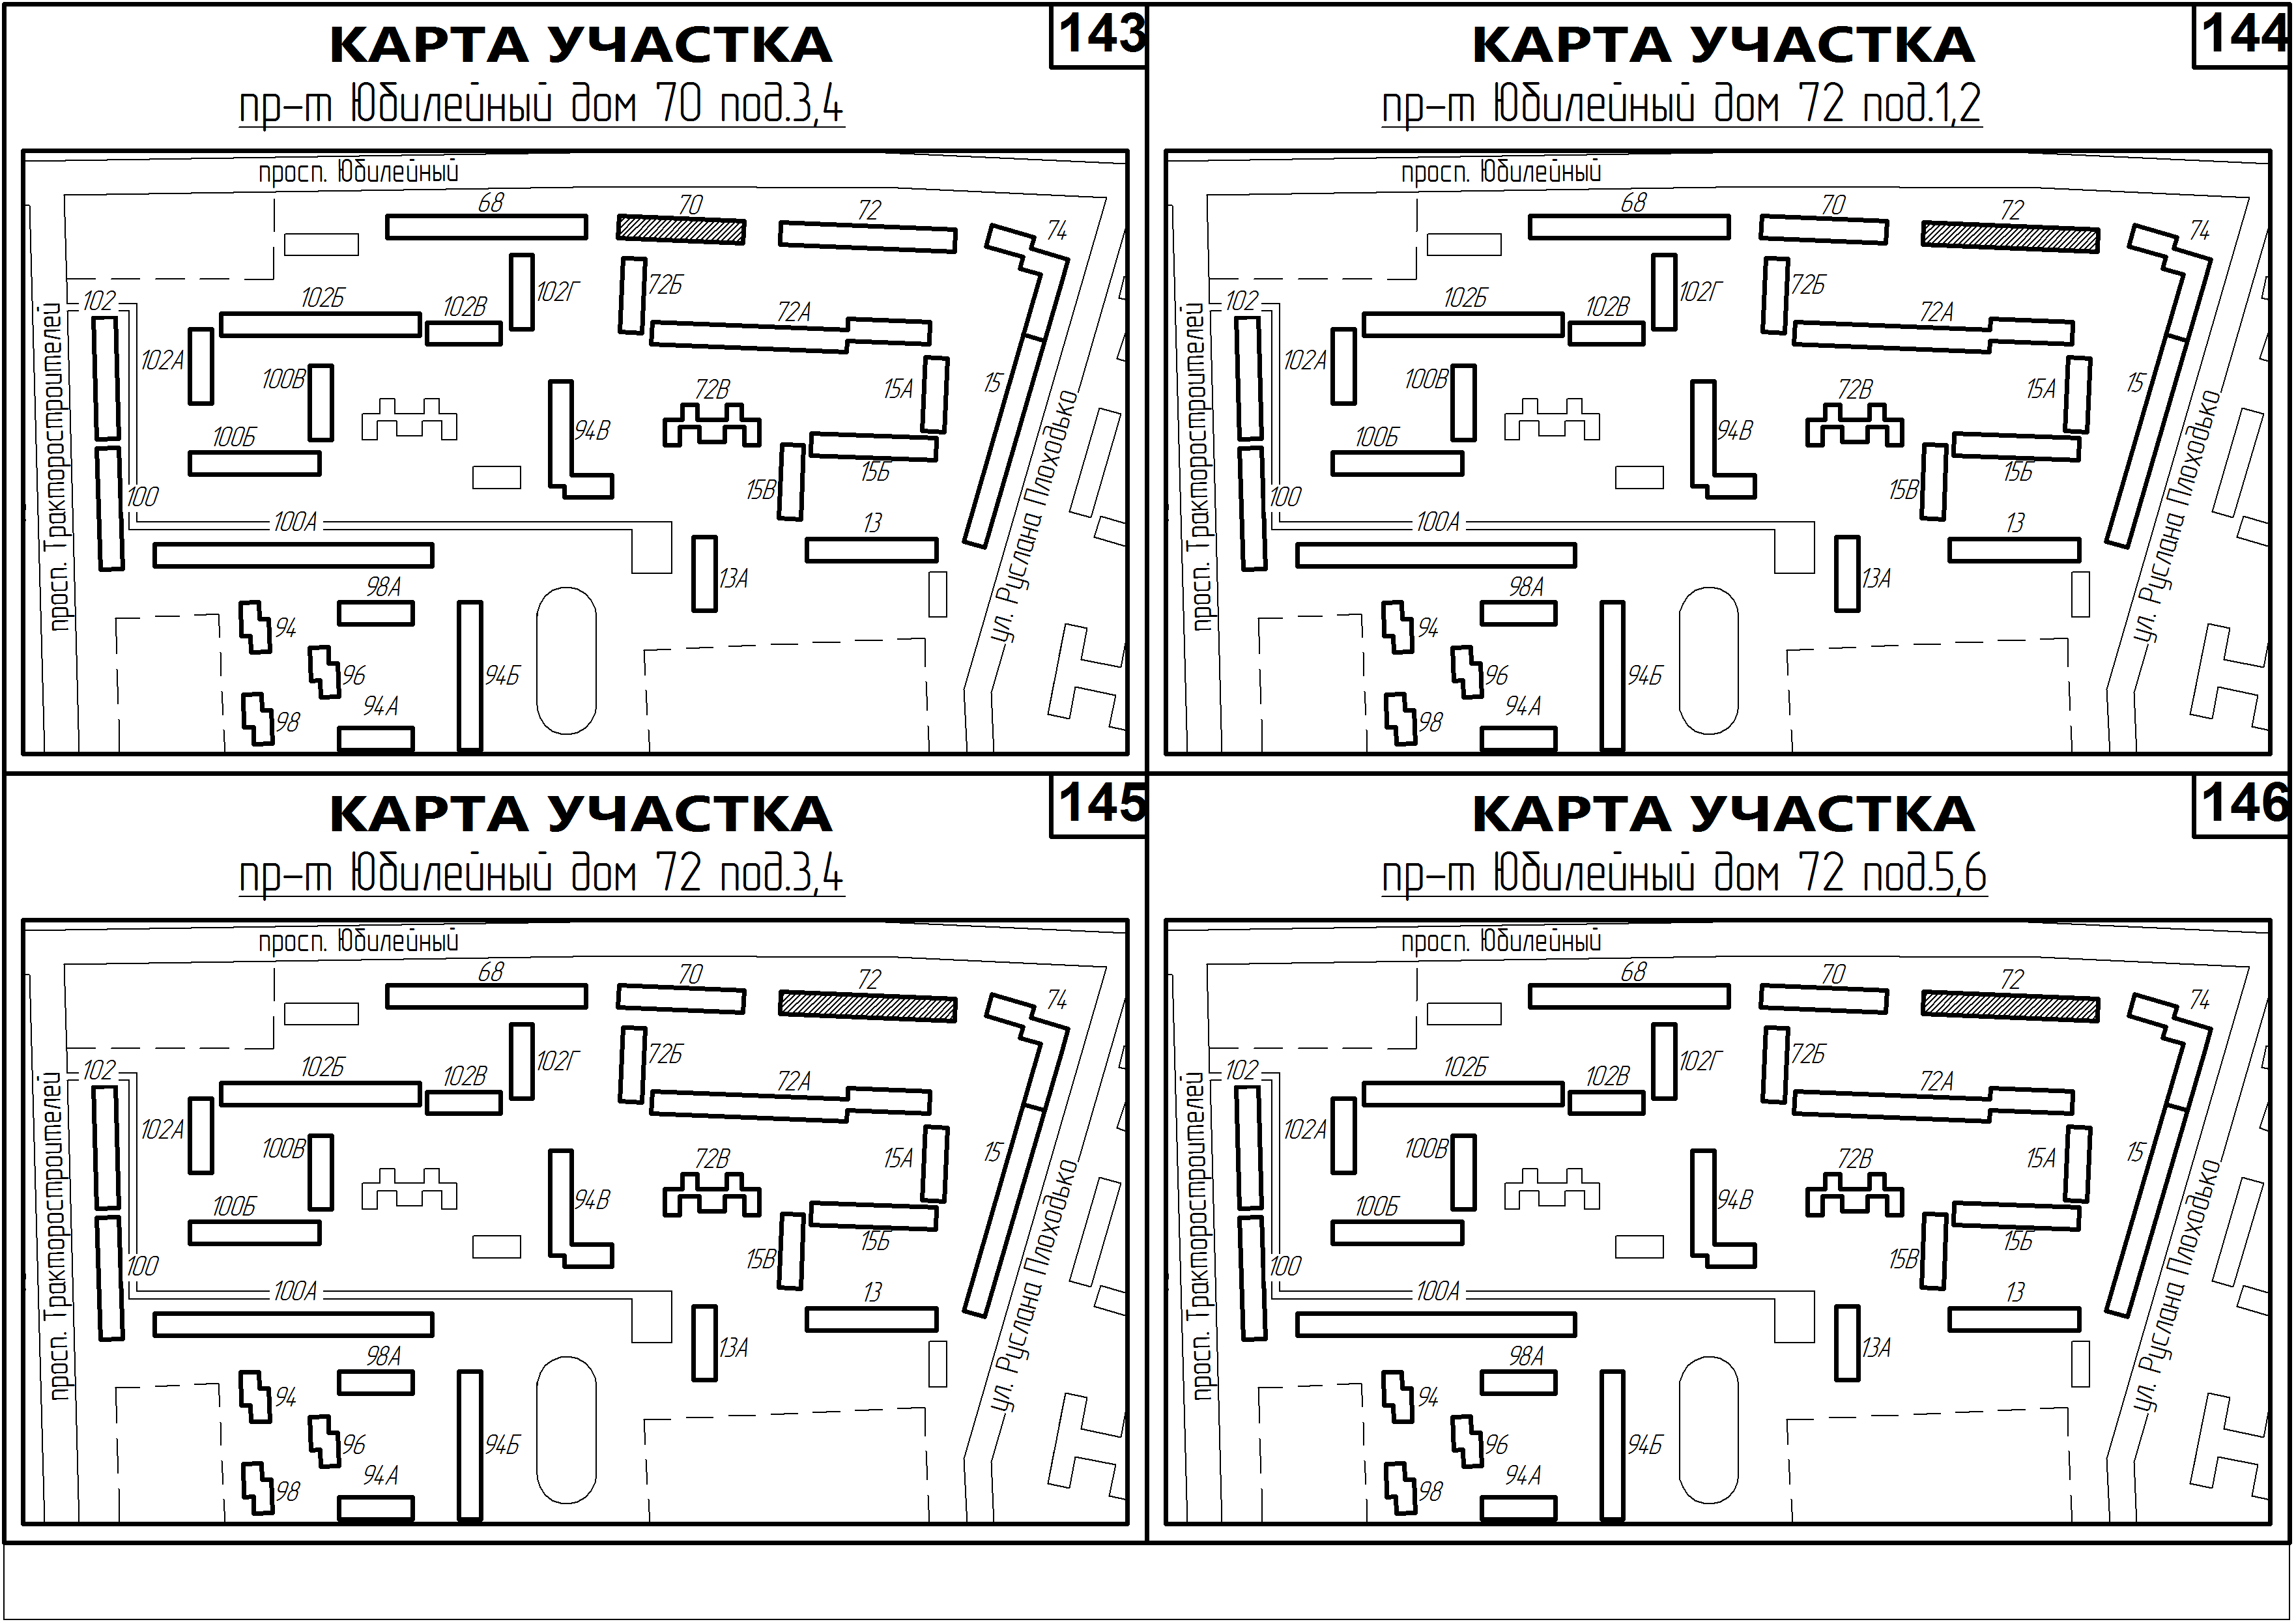 КАРТА УЧАСТКА
143
пр-т Юбилейный дом 70 под.3,4
просп. Юбилейный
68
70
72
74
102
102Б
102В
102Г
72Б
72А
102А
100В
72В
15А
15
94В
100Б
15Б
15В
100
100А
13
13А
98А
94
96
94Б
94А
98
просп. Тракторостроителей
ул. Руслана Плоходько
КАРТА УЧАСТКА
144
пр-т Юбилейный дом 72 под.1,2
просп. Юбилейный
68
70
72
74
102
102Б
102В
102Г
72Б
72А
102А
100В
72В
15А
15
94В
100Б
15Б
15В
100
100А
13
13А
98А
94
96
94Б
94А
98
просп. Тракторостроителей
ул. Руслана Плоходько
КАРТА УЧАСТКА
145
пр-т Юбилейный дом 72 под.3,4
просп. Юбилейный
68
70
72
74
102
102Б
102В
102Г
72Б
72А
102А
100В
72В
15А
15
94В
100Б
15Б
15В
100
100А
13
13А
98А
94
96
94Б
94А
98
просп. Тракторостроителей
ул. Руслана Плоходько
КАРТА УЧАСТКА
146
пр-т Юбилейный дом 72 под.5,6
просп. Юбилейный
68
70
72
74
102
102Б
102В
102Г
72Б
72А
102А
100В
72В
15А
15
94В
100Б
15Б
15В
100
100А
13
13А
98А
94
96
94Б
94А
98
просп. Тракторостроителей
ул. Руслана Плоходько